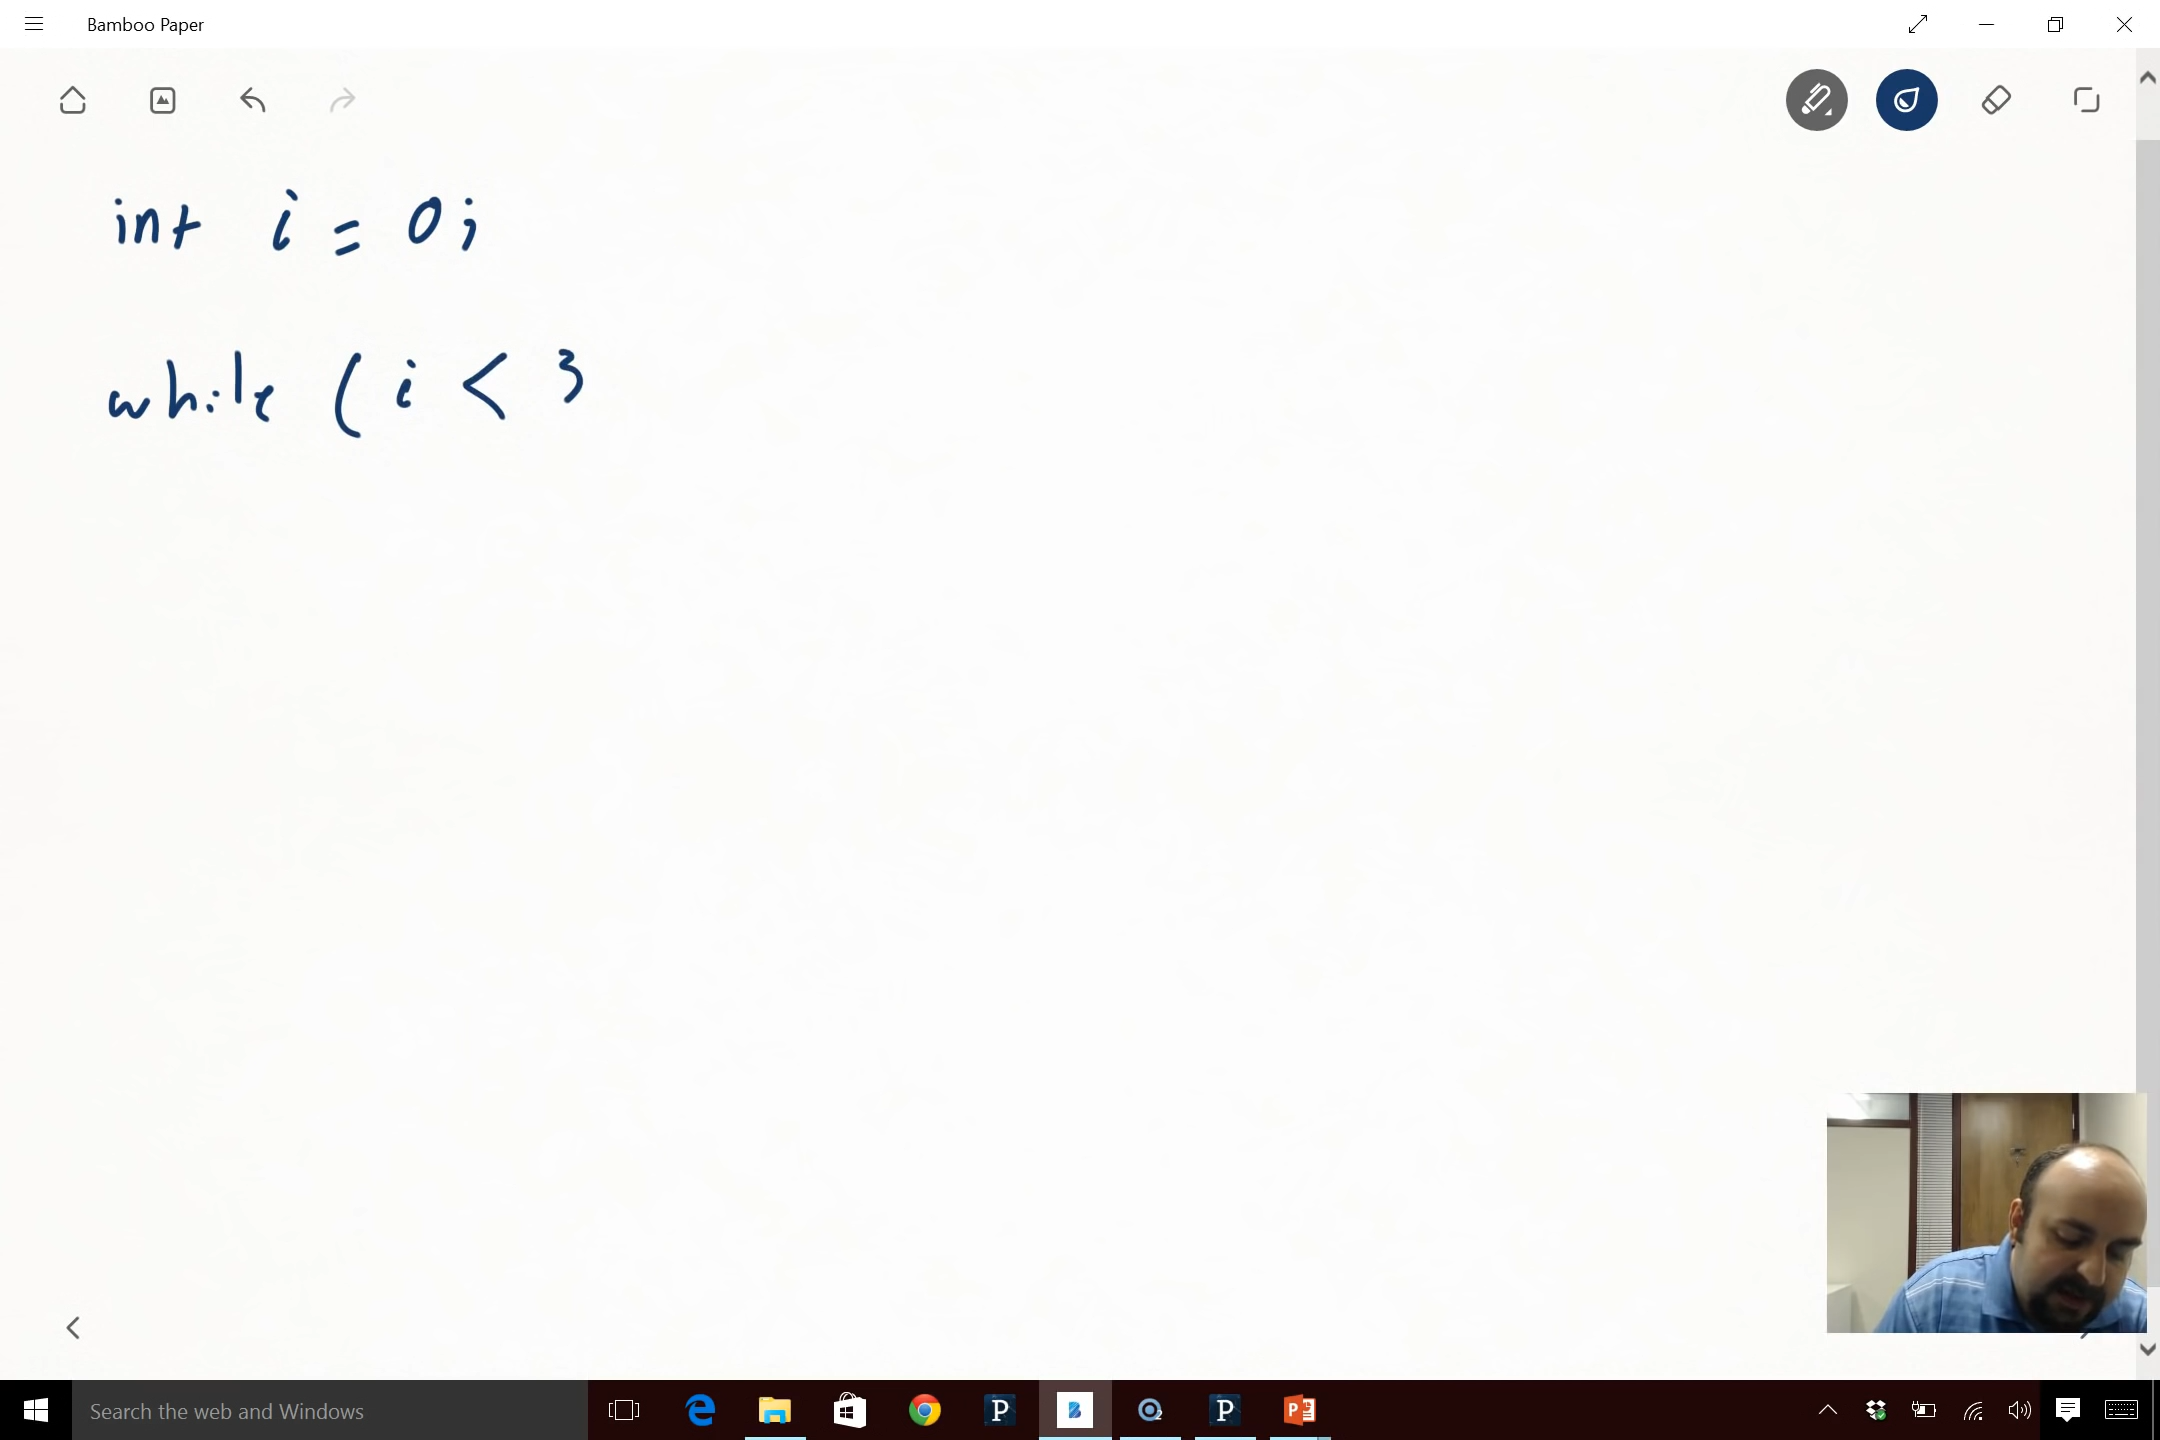 Bamboo Paper
int i = 0;
while ( i < 3
Search the web and Windows